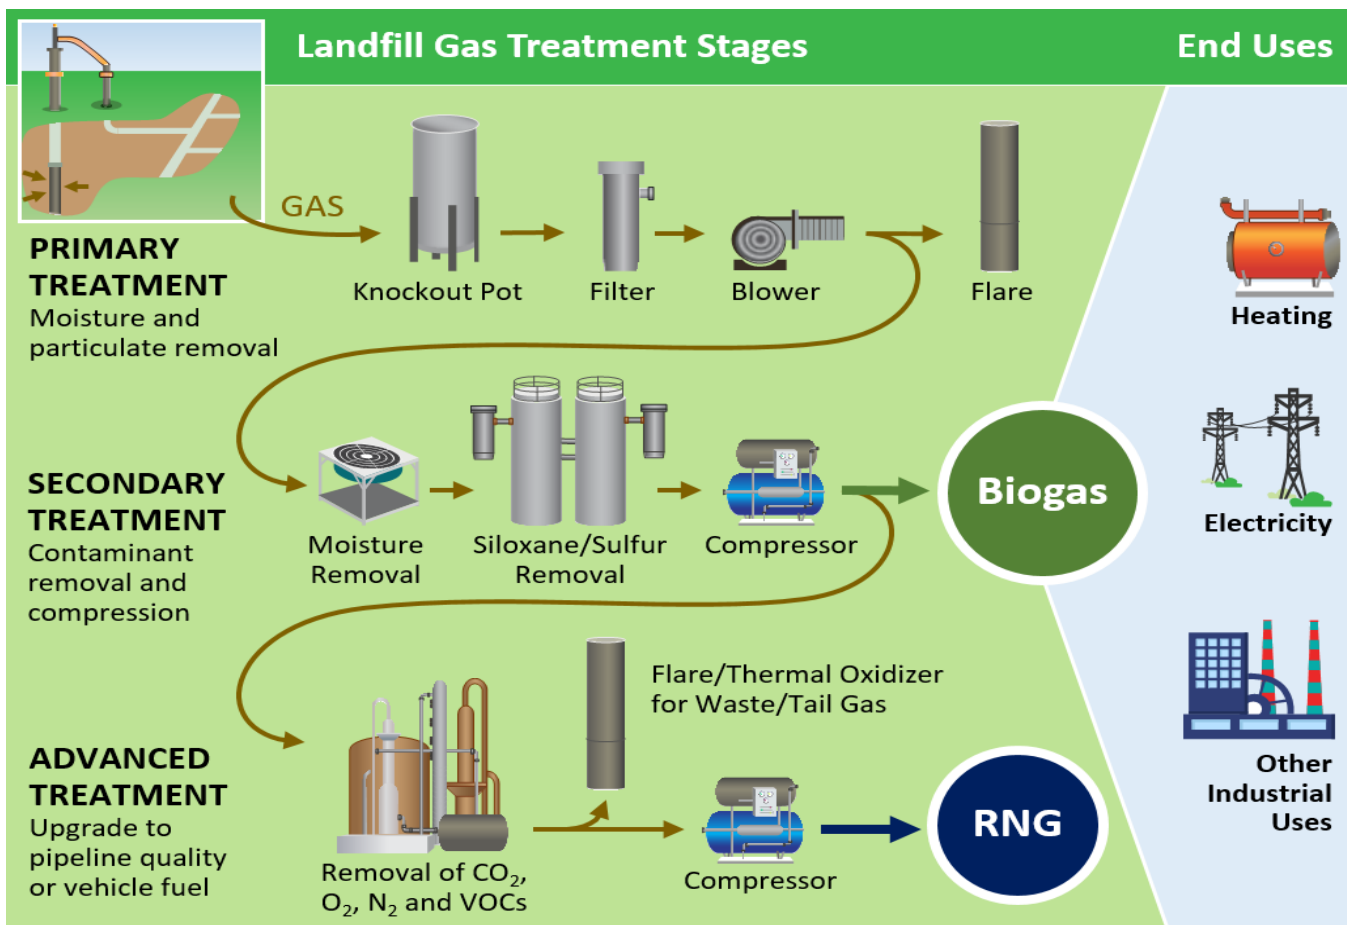 Landfill Gas Treatment Stages
End Uses
GAS
PRIMARY
TREATMENT
Moisture and
particulate removal
Knockout Pot
Filter
Blower
Flare
Heating
SECONDARY
TREATMENT
Contaminant
removal and
compression
Moisture
Removal
Siloxane/Sulfur
Removal
Compressor
Biogas
Electricity
ADVANCED
TREATMENT
Upgrade to
pipeline quality
or vehicle fuel
Removal of CO₂,
O₂, N₂ and VOCs
Flare/Thermal Oxidizer
for Waste/Tail Gas
Compressor
RNG
Other
Industrial
Uses